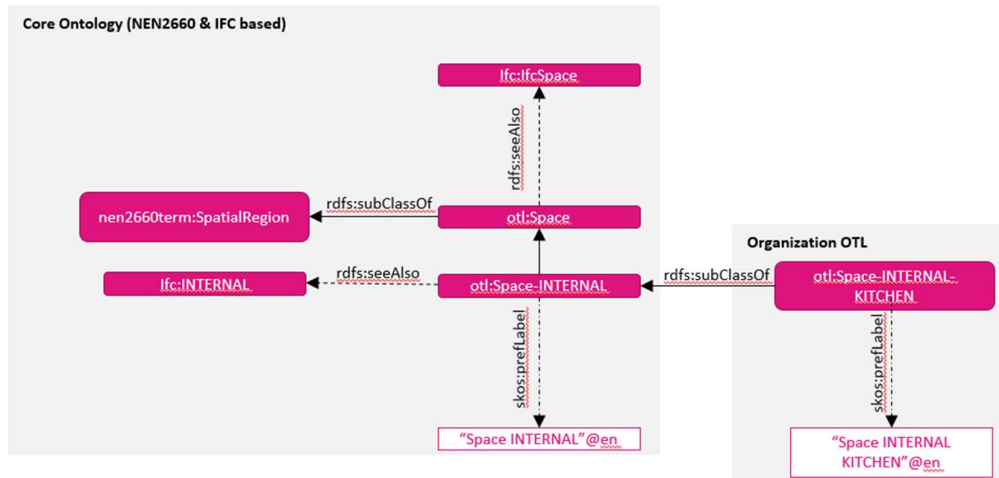 Core Ontology (NEN2660 & IFC based)
Ifc:IfcSpace
rdfs:seeAlso
nen2660term:SpatialRegion
rdfs:subClassOf
otl:Space
Organization OTL
Ifc:INTERNAL
rdfs:seeAlso
otl:Space-INTERNAL
rdfs:subClassOf
otl:Space-INTERNAL-
KITCHEN
skos:prefLabel
skos:prefLabel
“Space INTERNAL”@en
“Space INTERNAL
KITCHEN”@en